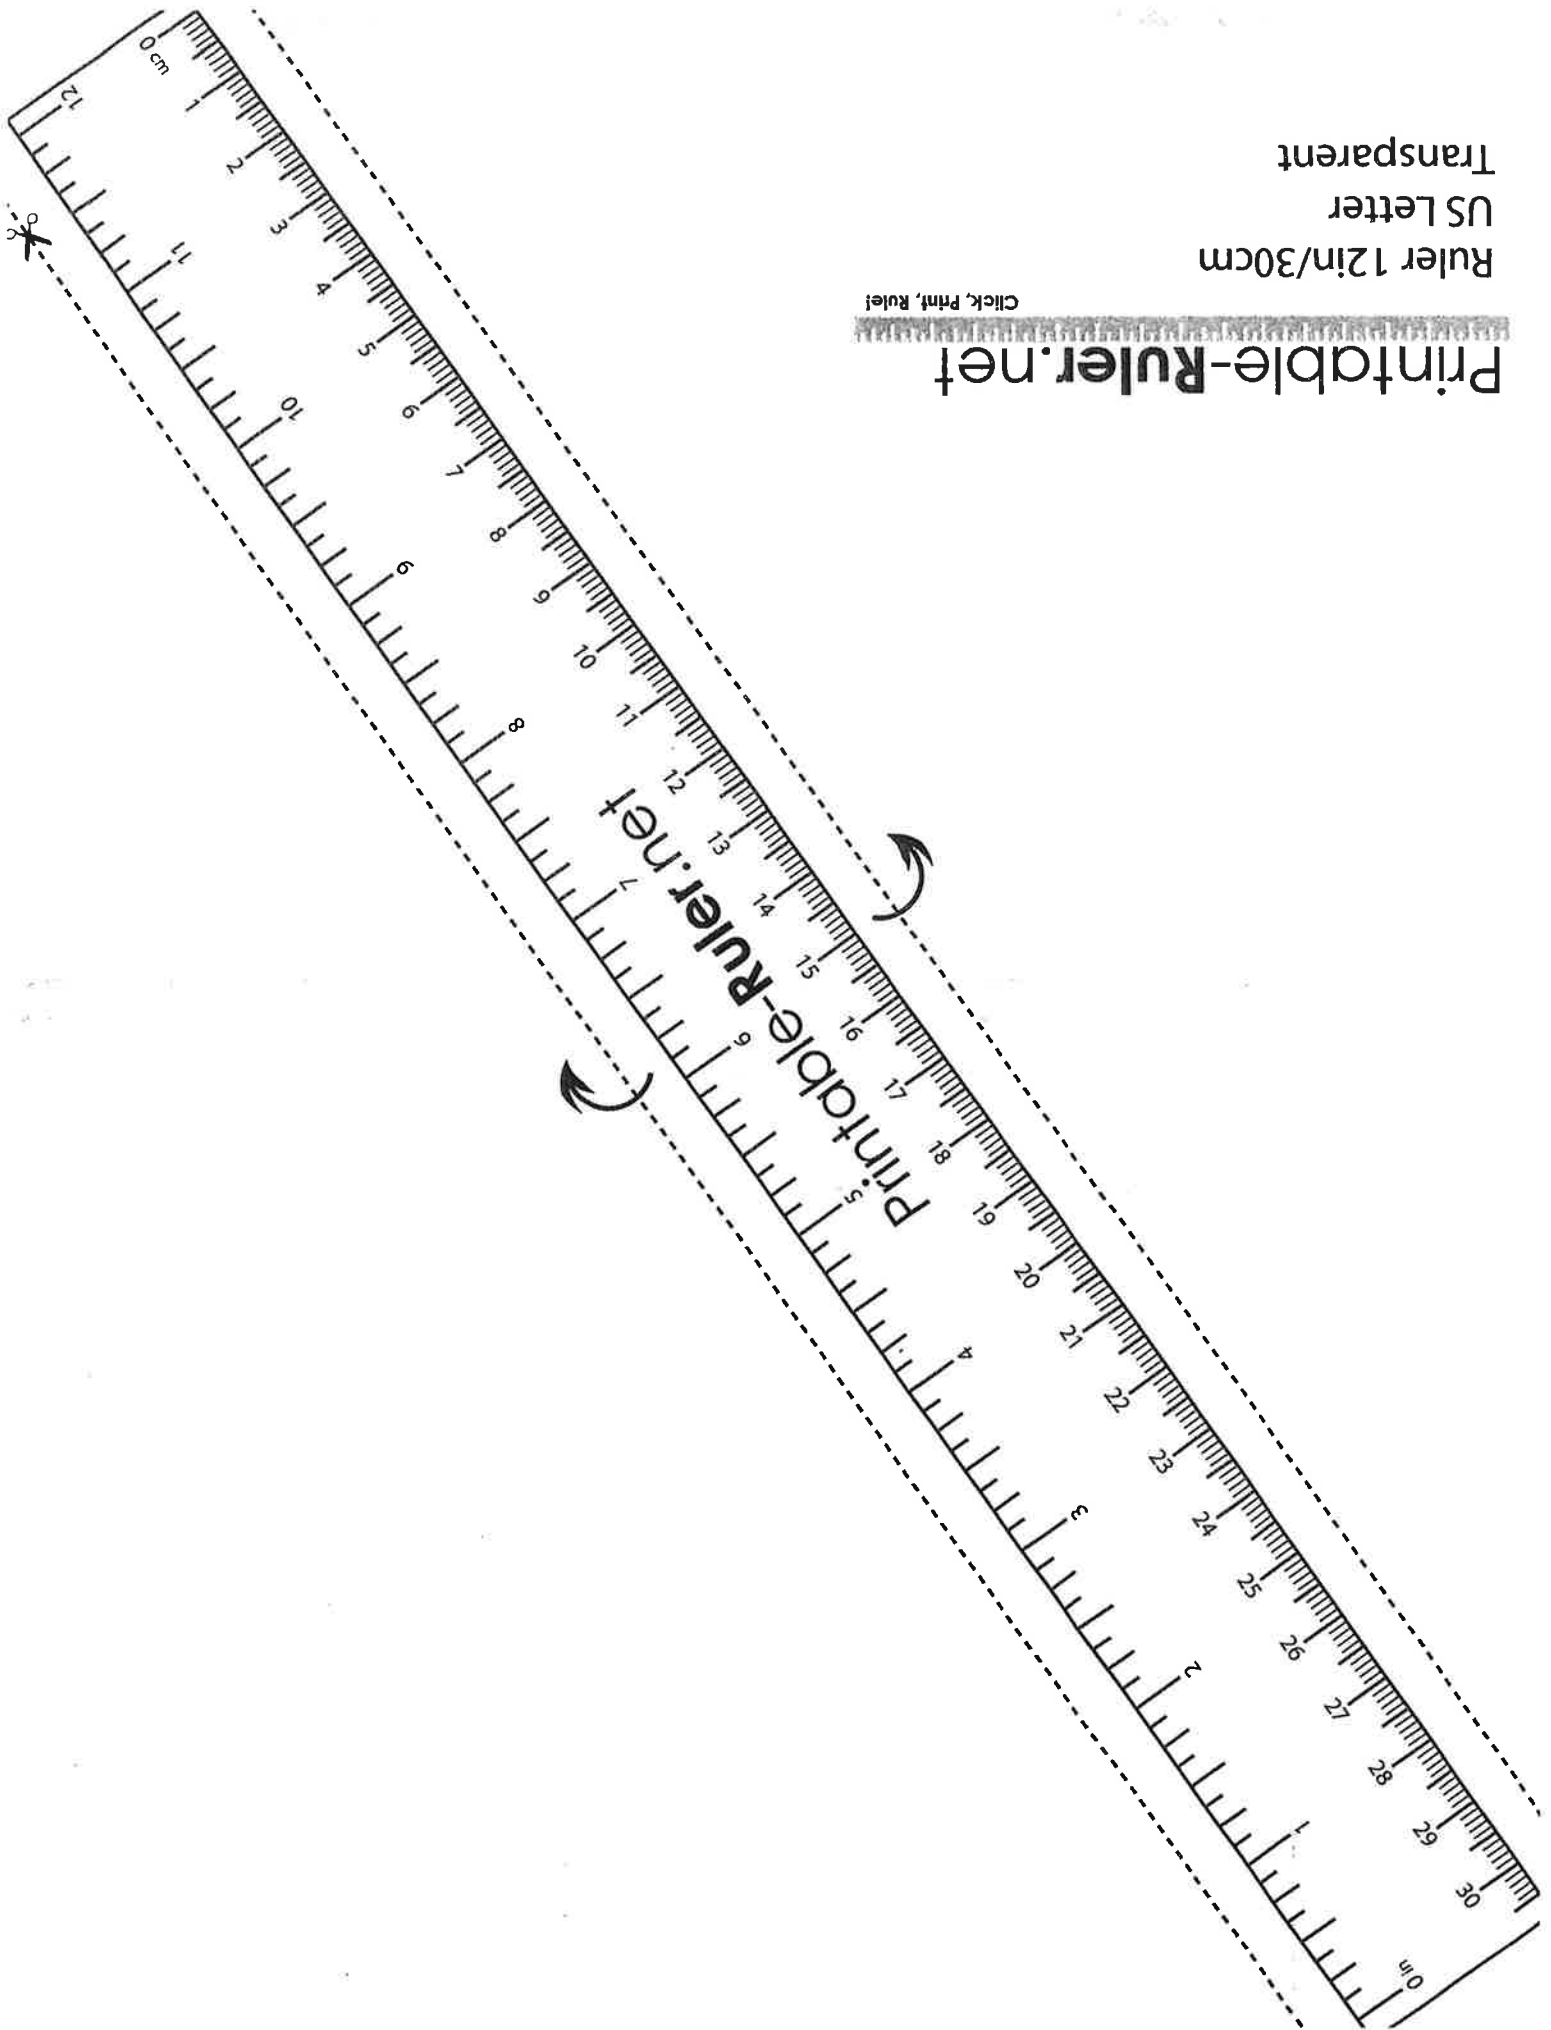 Printable-Ruler.net
Click, Print, Rule!
Ruler 12in/30cm
US Letter
Transparent
0 cm 1 2 3 4 5 6 7 8 9 10 11 12 13 14 15 16 17 18 19 20 21 22 23 24 25 26 27 28 29 30
Printable-Ruler.net
0 in 1 2 3 4 5 6 7 8 9 10 11 12